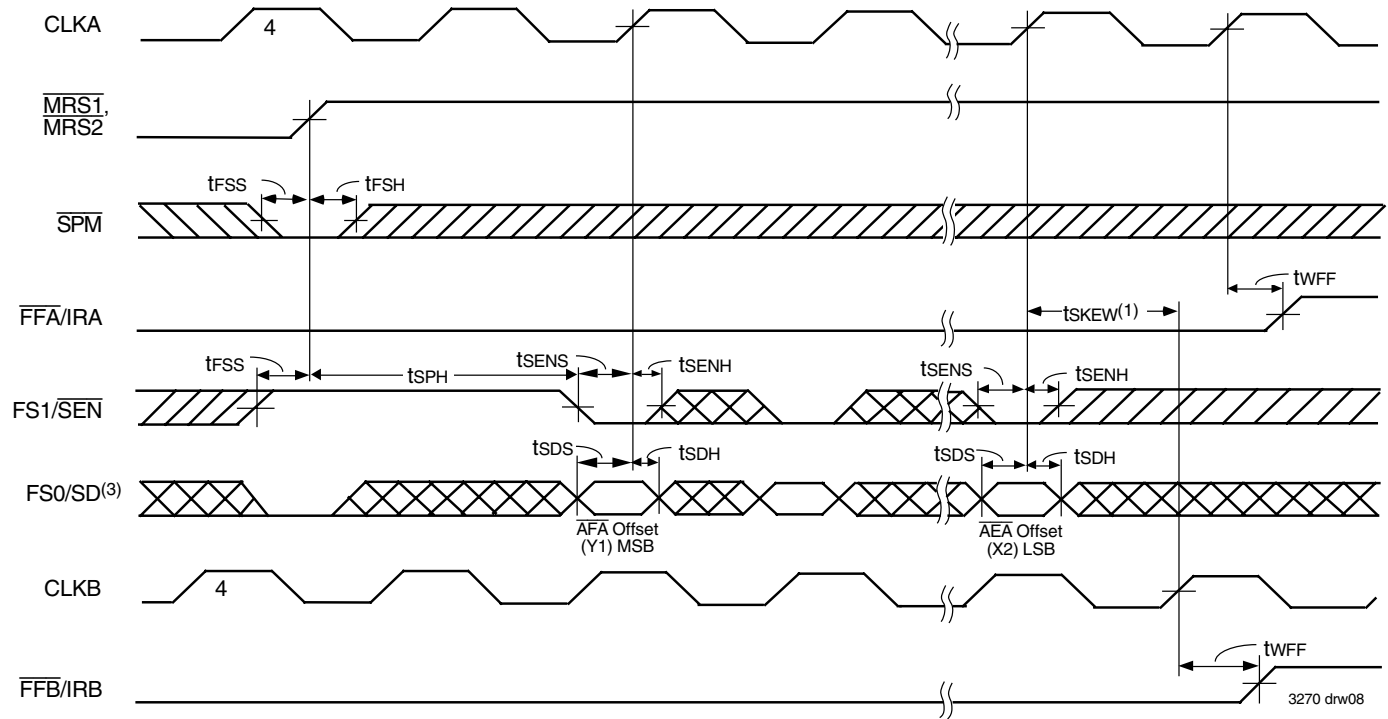 CLKA
4
MRS1,
MRS2
tFSS
tFSH
SPM
tWFF
FFA/IRA
tSKEW(1)
tFSS
tSPH
tSENS
tSENH
tSENS
tSENH
FS1/SEN
tSDS
tSDH
tSDS
tSDH
FS0/SD(3)
AFA Offset
(Y1) MSB
AEA Offset
(X2) LSB
CLKB
4
tWFF
FFB/IRB
3270 drw08